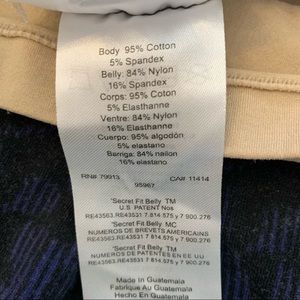 Body 95% Cotton
5% Spandex
Belly: 84% Nylon
16% Spandex
Corps: 95% Coton
5% Elasthanne
Ventre: 84% Nylon
16% Elasthanne
Cuerpo: 95% algodón
5% elastano
Barriga: 84% nailon
16% elastano
RN# 79913 CA# 11414
95967
'Secret Fit Belly TM
U.S. PATENT Nos
RE43563,RE43531 7.814.575 y 7.900.276
'Secret Fit Belly MC
NUMEROS DE BREVETS AMERICAINS
RE43563,RE43531 7.814.575 y 7.900.276
'Secret Fit Belly TM
NUMEROS DE PATENTES EN EE UU
RE43563,RE43531 7.814.575 y 7.900.276
Made In Guatemala
Fabrique Au Guatemala
Hecho En Guatemala